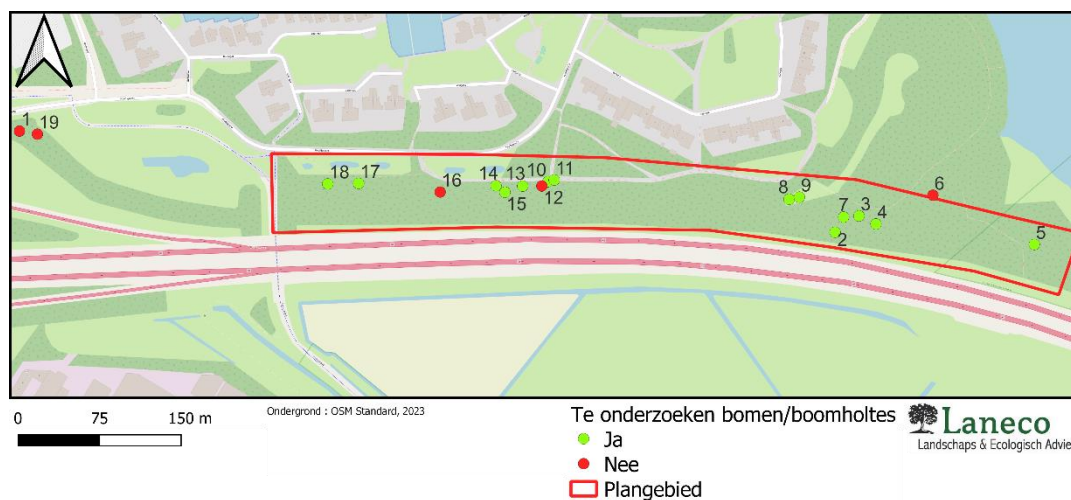 1 19
18 17 14 13 10 11
16 15 12
8 9 7 3 4 6
2 5
0 75 150 m
Ondergrond : OSM Standard, 2023
Te onderzoeken bomen/boomholtes
Ja
Nee
Plangebied
Laneco
Landschaps & Ecologisch Advie